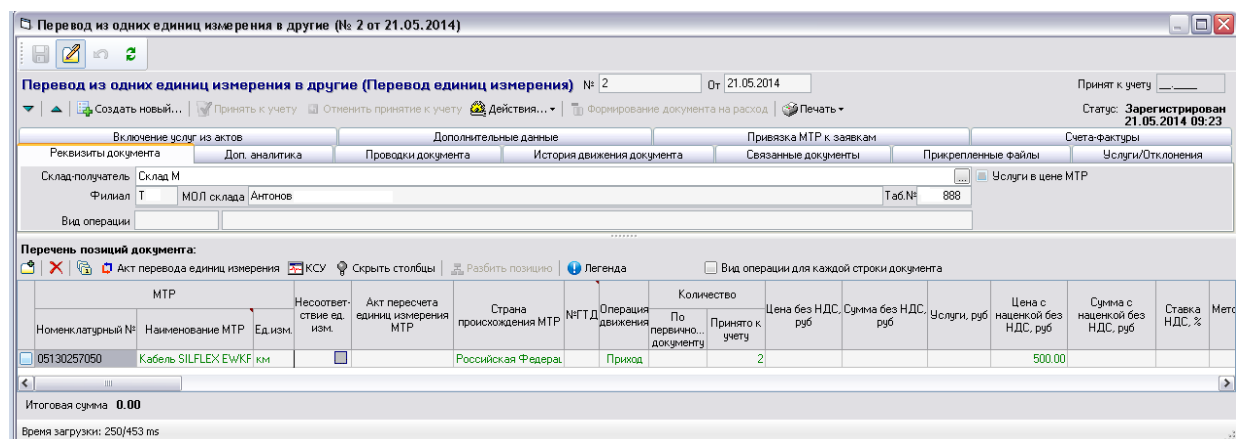 Перевод из одних единиц измерения в другие (№ 2 от 21.05.2014)
Перевод из одних единиц измерения в другие (Перевод единиц измерения) № 2 От 21.05.2014 Принят к учету __.____
Создать новый... Принять к учету Отменить принятие к учету Действия... Формирование документа на расход Печать Статус: Зарегистрирован
21.05.2014 09:23
Включение услуг из актов Дополнительные данные Привязка МТР к заявкам Счета-фактуры
Реквизиты документа Доп. аналитика Проводки документа История движения документа Связанные документы Прикрепленные файлы Услуги/Отклонения
Склад-получатель Склад М ... Услуги в цене МТР
Филиал Т МОЛ склада Антонов Таб.№ 888
Вид операции
Перечень позиций документа:
Акт перевода единиц измерения КСУ Скрыть столбцы Разбить позицию Легенда Вид операции для каждой строки документа
МТР Несоответствие ед. изм. Акт пересчета единиц измерения МТР Страна происхождения МТР №ГТД Операция движения Количество Цена без НДС, руб Сумма без НДС, руб Услуги, руб Цена с наценкой без НДС, руб Сумма с наценкой без НДС, руб Ставка НДС, % Мето
Номенклатурный № Наименование МТР Ед.изм. По первично... документу Принято к учету
05130257050 Кабель SILFLEX EWKF км Российская Федерац Приход 2 500.00
Итоговая сумма 0.00
Время загрузки: 250/453 ms